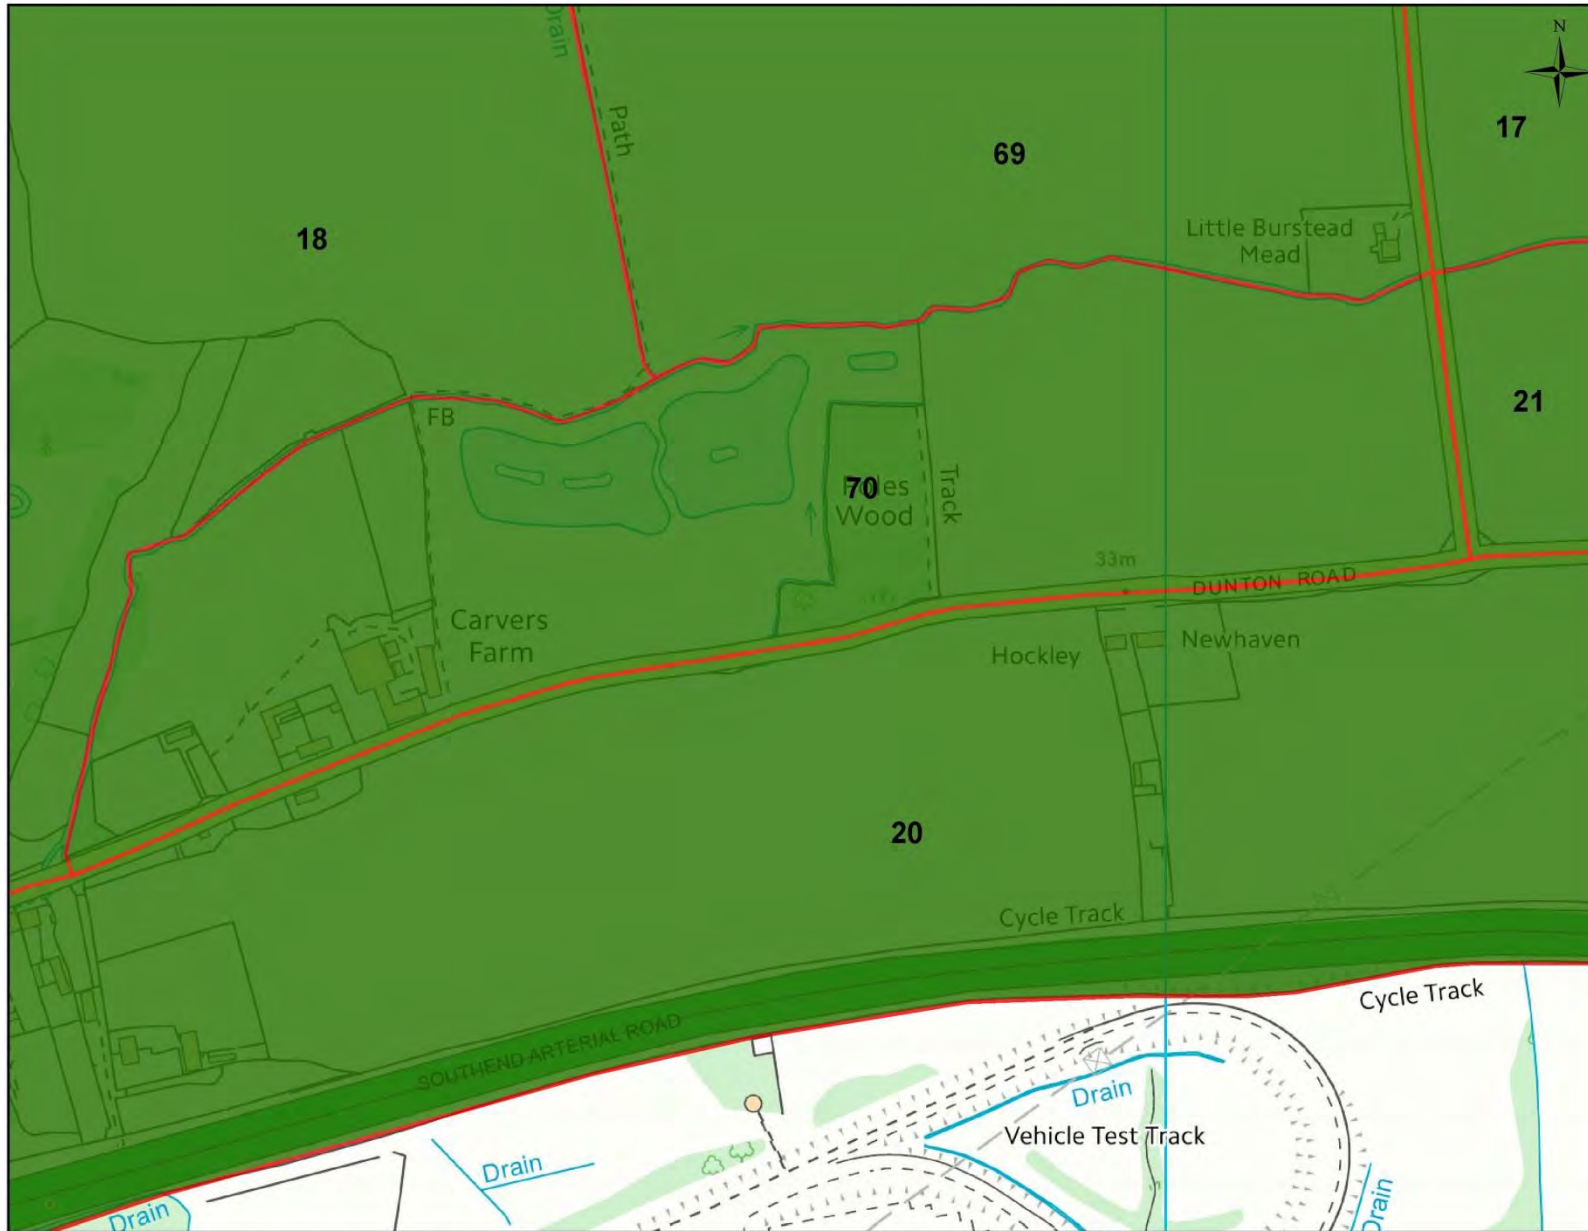 N
Drain
Path
17
69
18
Little Burstead
Mead
21
FB
70
Wood
Track
33m
DUNTON ROAD
Carvers
Farm
Hockley
Newhaven
20
Cycle Track
Cycle Track
SOUTHEND ARTERIAL ROAD
Drain
Vehicle Test Track
Drain
Drain
Drain